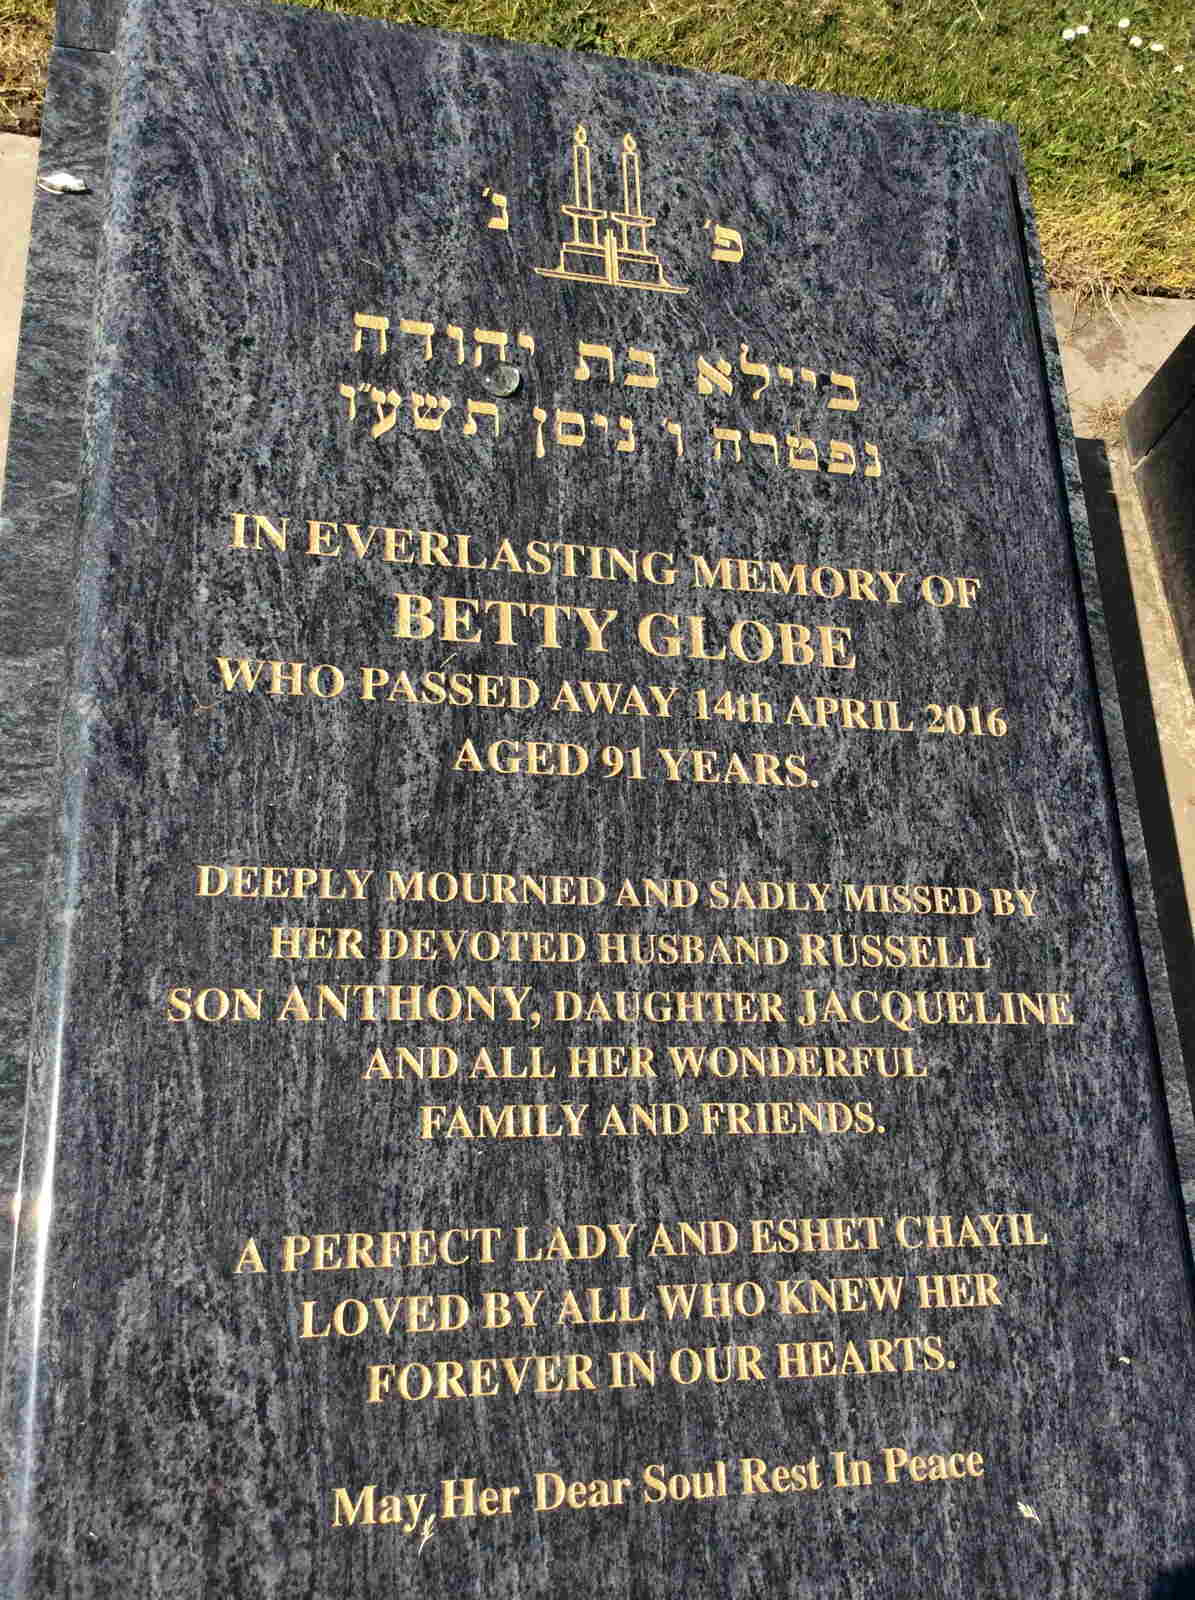 פ' נ'
ביילא בת יהודה
נפטרה ו ניסן תשע"ו
IN EVERLASTING MEMORY OF
BETTY GLOBE
WHO PASSED AWAY 14th APRIL 2016
AGED 91 YEARS.
DEEPLY MOURNED AND SADLY MISSED BY
HER DEVOTED HUSBAND RUSSELL
SON ANTHONY, DAUGHTER JACQUELINE
AND ALL HER WONDERFUL
FAMILY AND FRIENDS.
A PERFECT LADY AND ESHET CHAYIL
LOVED BY ALL WHO KNEW HER
FOREVER IN OUR HEARTS.
May Her Dear Soul Rest In Peace